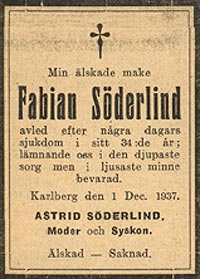 Min älskade make
Fabian Söderlind
avled efter några dagars
sjukdom i sitt 34:de år;
lämnande oss i den djupaste
sorg men i ljusaste minne
bevarad.
Karlberg den 1 Dec. 1937.
ASTRID SÖDERLIND,
Moder och Syskon.
Älskad — Saknad.